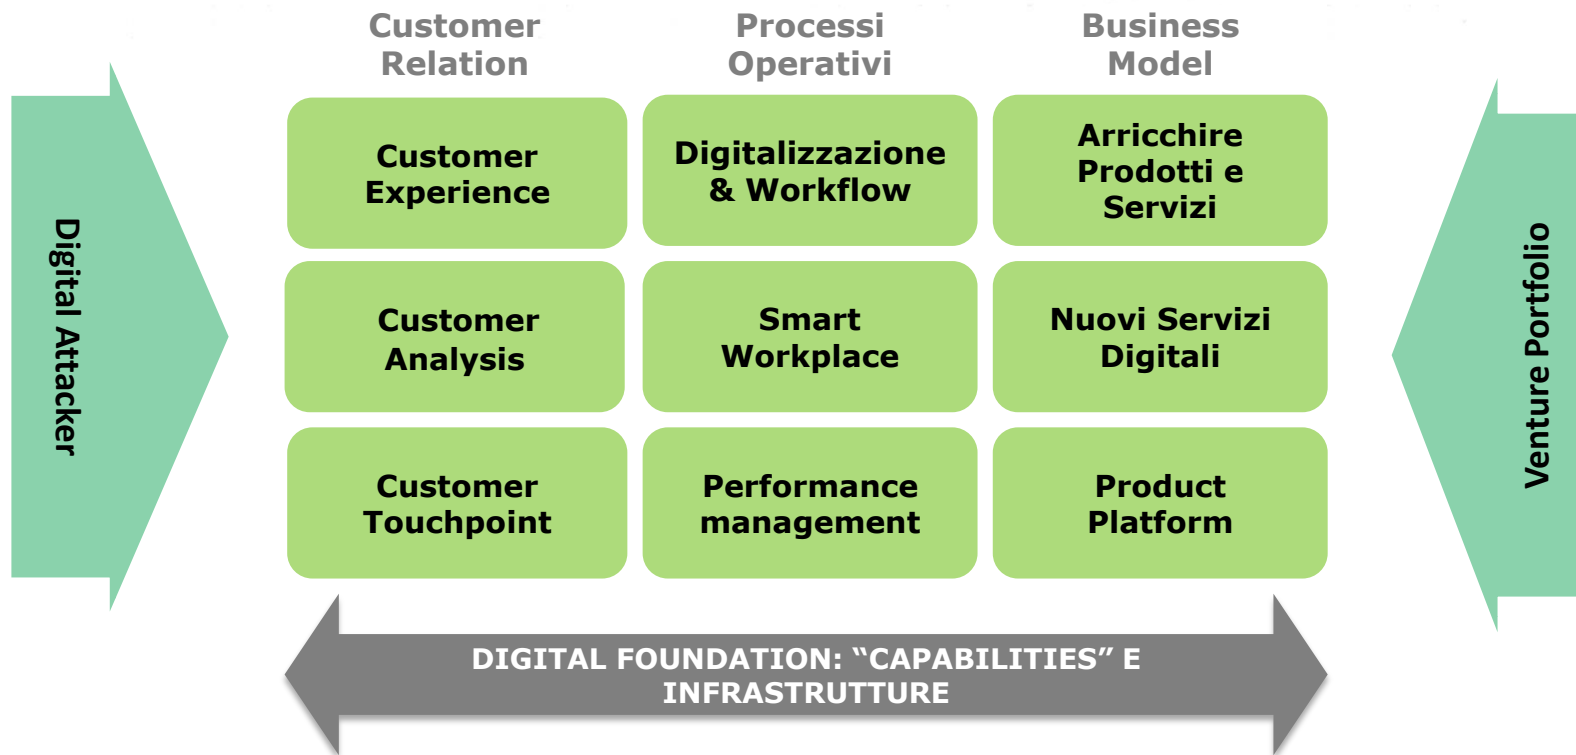 Customer
Relation
Processi
Operativi
Business
Model
Digital Attacker
Customer
Experience
Digitalizzazione
& Workflow
Arricchire
Prodotti e
Servizi
Customer
Analysis
Smart
Workplace
Nuovi Servizi
Digitali
Customer
Touchpoint
Performance
management
Product
Platform
Venture Portfolio
DIGITAL FOUNDATION: “CAPABILITIES” E
INFRASTRUTTURE